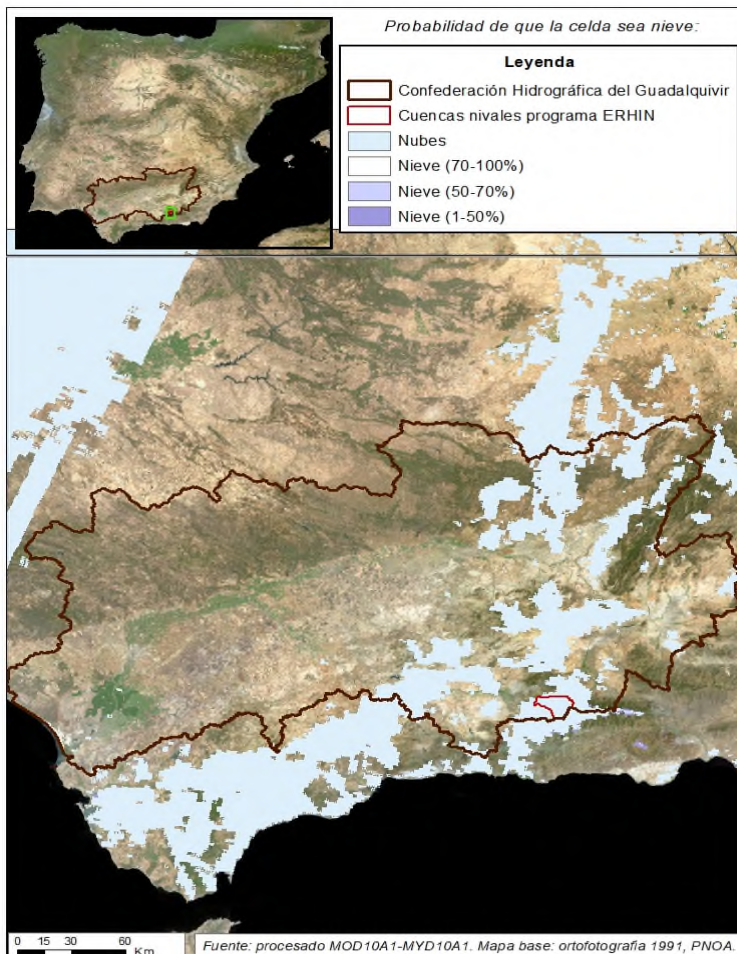 Probabilidad de que la celda sea nieve:
Leyenda
Confederación Hidrográfica del Guadalquivir
Cuencas nivales programa ERHIN
Nubes
Nieve (70-100%)
Nieve (50-70%)
Nieve (1-50%)
0 15 30 60
Km
Fuente: procesado MOD10A1-MYD10A1. Mapa base: ortofotografia 1991, PNOA.